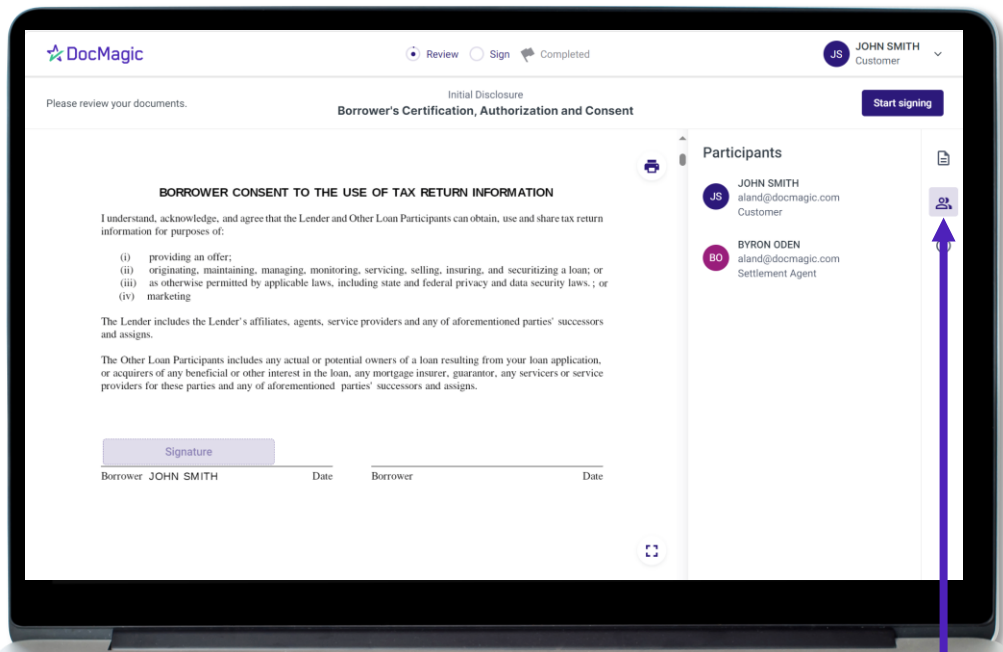 DocMagic
Review Sign Completed
JS
JOHN SMITH
Customer
Please review your documents.
Initial Disclosure
Borrower's Certification, Authorization and Consent
Start signing
BORROWER CONSENT TO THE USE OF TAX RETURN INFORMATION
I understand, acknowledge, and agree that the Lender and Other Loan Participants can obtain, use and share tax return
information for purposes of:
(i) providing an offer;
(ii) originating, maintaining, managing, monitoring, servicing, selling, insuring, and securitizing a loan; or
(iii) as otherwise permitted by applicable laws, including state and federal privacy and data security laws. ; or
(iv) marketing
The Lender includes the Lender's affiliates, agents, service providers and any of aforementioned parties' successors
and assigns.
The Other Loan Participants includes any actual or potential owners of a loan resulting from your loan application,
or acquirers of any beneficial or other interest in the loan, any mortgage insurer, guarantor, any servicers or service
providers for these parties and any of aforementioned parties' successors and assigns.
Signature
Borrower JOHN SMITH Date Borrower Date
Participants
JS
JOHN SMITH
aland@docmagic.com
Customer
BO
BYRON ODEN
aland@docmagic.com
Settlement Agent